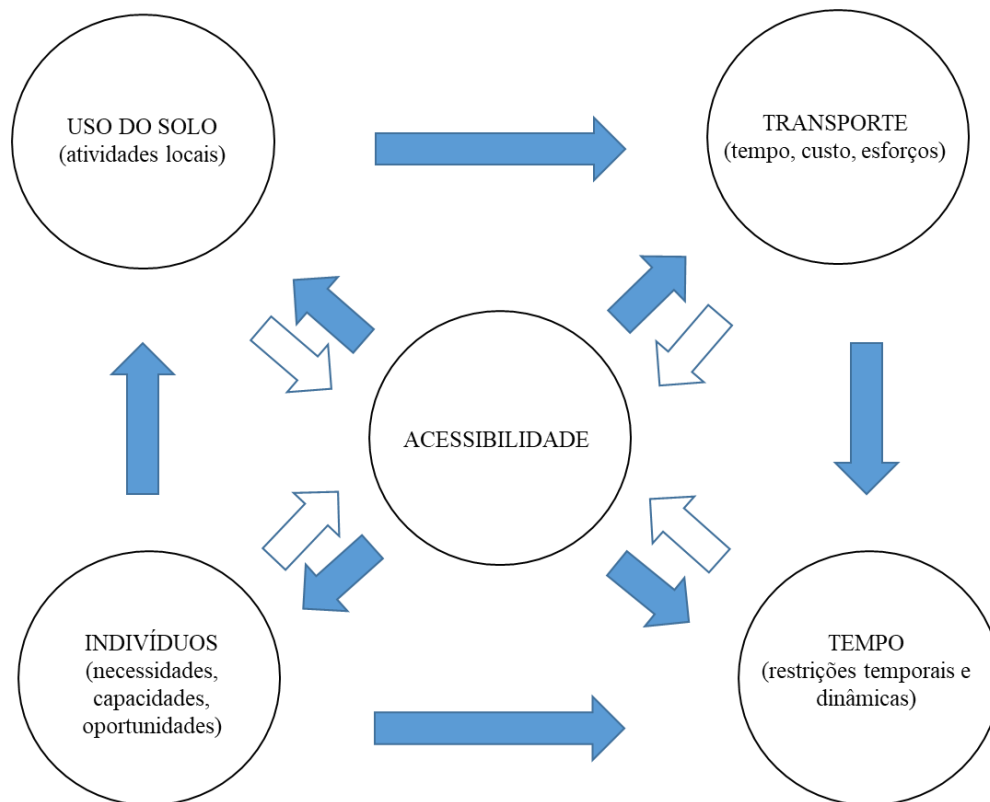 USO DO SOLO
(atividades locais)
TRANSPORTE
(tempo, custo, esforços)
ACESSIBILIDADE
INDIVÍDUOS
(necessidades,
capacidades,
oportunidades)
TEMPO
(restrições temporais e
dinâmicas)